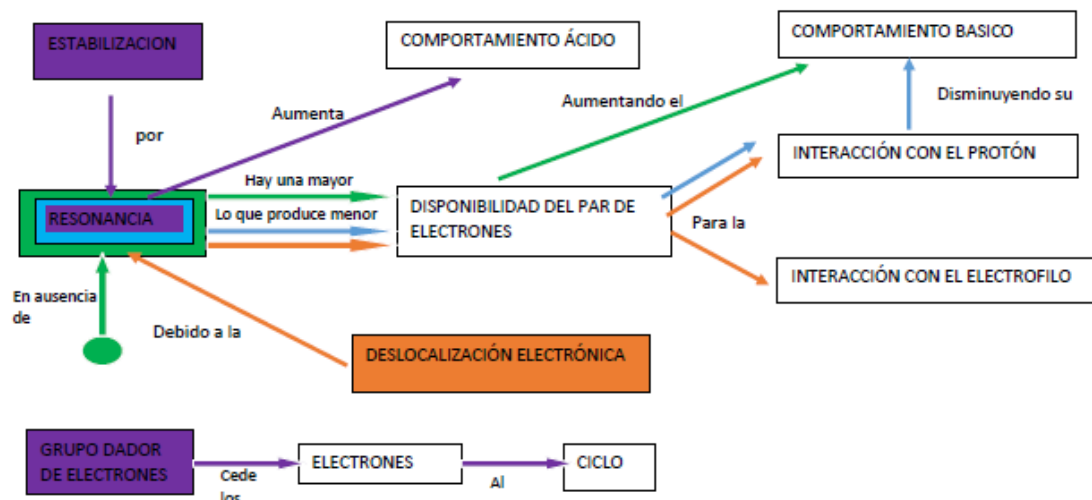 ESTABILIZACION
COMPORTAMIENTO ÁCIDO
COMPORTAMIENTO BASICO
Aumenta
Aumentando el
Disminuyendo su
por
INTERACCIÓN CON EL PROTÓN
Hay una mayor
RESONANCIA
Lo que produce menor
DISPONIBILIDAD DEL PAR DE
ELECTRONES
Para la
INTERACCIÓN CON EL ELECTROFILO
En ausencia
de
Debido a la
DESLOCALIZACIÓN ELECTRÓNICA
GRUPO DADOR
DE ELECTRONES
Cede
los
ELECTRONES
Al
CICLO